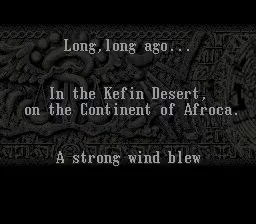 Long,long ago...
In the Kefin Desert,
on the Continent of Afroca.
A strong wind blew